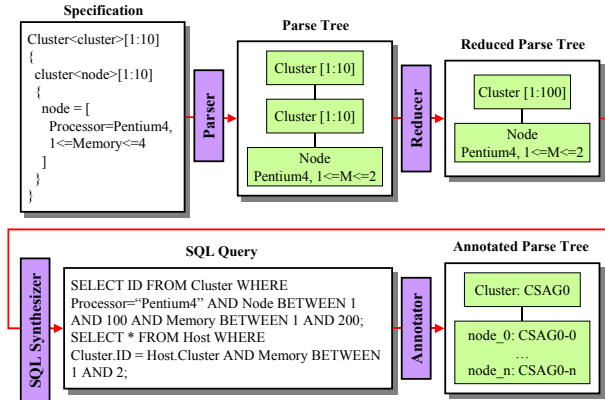 Specification
Cluster<cluster>[1:10]
{
cluster<node>[1:10]
{
node = [
Processor=Pentium4,
1<=Memory<=4
]
}
}
Parser
Parse Tree
Cluster [1:10]
Cluster [1:10]
Node
Pentium4, 1<=M<=2
Reducer
Reduced Parse Tree
Cluster [1:100]
Node
Pentium4, 1<=M<=2
SQL Synthesizer
SQL Query
SELECT ID FROM Cluster WHERE
Processor=“Pentium4” AND Node BETWEEN 1
AND 100 AND Memory BETWEEN 1 AND 200;
SELECT * FROM Host WHERE
Cluster.ID = Host.Cluster AND Memory BETWEEN
1 AND 2;
Annotator
Annotated Parse Tree
Cluster: CSAG0
node_0: CSAG0-0
…
node_n: CSAG0-n